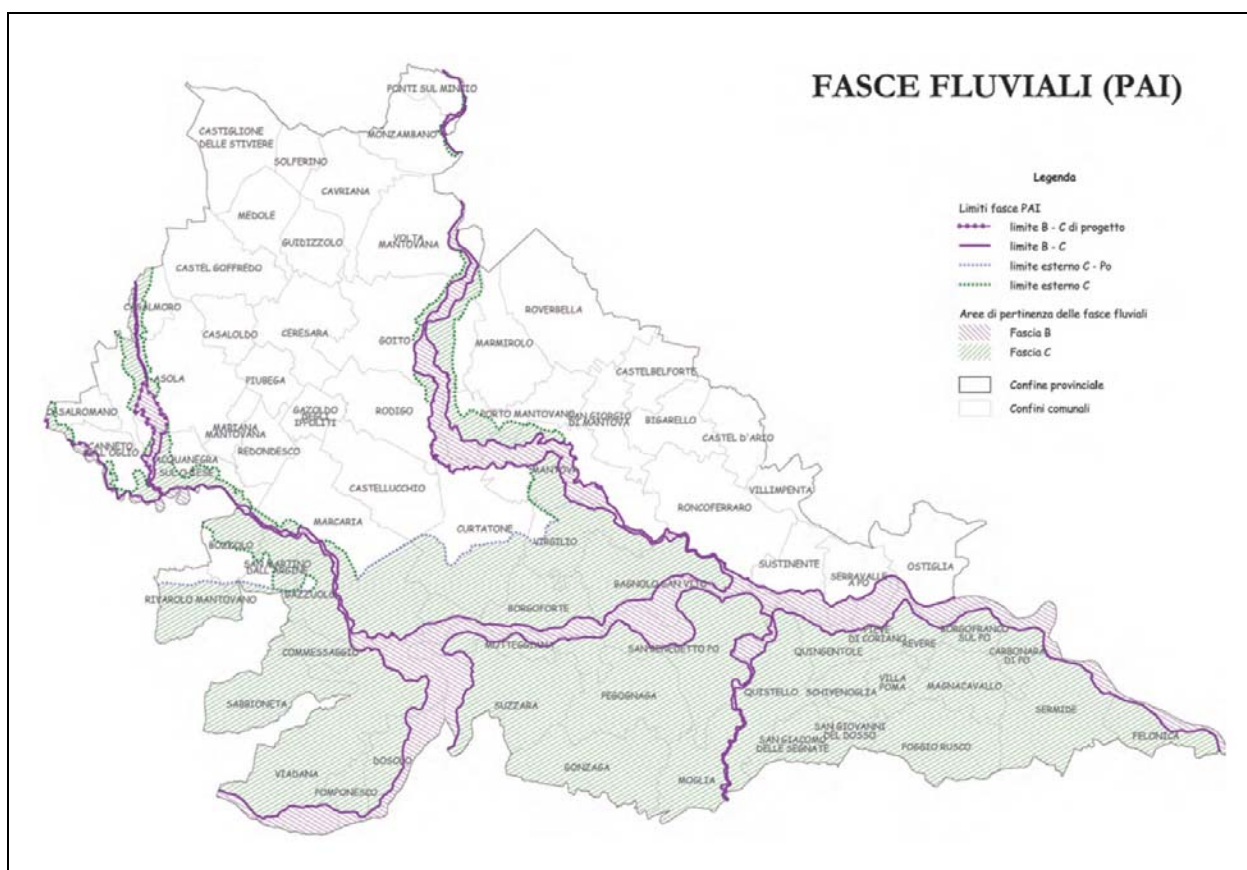 FASCE FLUVIALI (PAI)
Legenda
Limiti fasce PAI
limite B - C di progetto
limite B - C
limite esterno C - Po
limite esterno C
Aree di pertinenza delle fasce fluviali
Fascia B
Fascia C
Confine provinciale
Confini comunali
PONTI SUL MINCIO
MONZAMBANO
CASTIGLIONE
DELLE STIVIERE
SOLFERINO
CAVRIANA
MEDOLE
GUIDIZZOLO
VOLTA
MANTOVANA
CASTEL GOFFREDO
CASALMORO
CASALOLDO
CERESARA
GOITO
ROVERBELLA
MARMIROLO
ASOLA
PIUBEGA
CASTELBELFORTE
CASALROMANO
GAZOLDO
DEGLI
IPPOLITI
RODIGO
PORTO MANTOVANO
SAN GIORGIO
DI MANTOVA
BIGARELLO
MARIANA
MANTOVANA
CASTEL D'ARIO
CANNETO
SULL'OGLIO
REDONDESCO
ACQUANEGRA
SUL CHIESE
MANTOVA
CASTELLUCCHIO
VILLIMPENTA
RONCOFERRARO
MARCARIA
CURTATONE
VIRGILIO
BOZZOLO
SAN MARTINO
DALL'ARGINE
SUSTINENTE
SERRAVALLE
A PO
OSTIGLIA
RIVAROLO MANTOVANO
GAZZUOLO
BAGNOLO SAN VITO
BORGOFORTE
COMMESSAGGIO
MOTTEGGIANA
SAN BENEDETTO PO
QUINGENTOLE
PIEVE
DI CORIANO
REVERE
BORGOFRANCO
SUL PO
CARBONARA
DI PO
SABBIONETA
SUZZARA
PEGOGNAGA
QUISTELLO
SCHIVENOGLIA
VILLA
POMA
MAGNACAVALLO
SERMIDE
FELONICA
SAN GIACOMO
DELLE SEGNATE
SAN GIOVANNI
DEL DOSSO
POGGIO RUSCO
VIADANA
DOSOLO
POMPONESCO
GONZAGA
MOGLIA